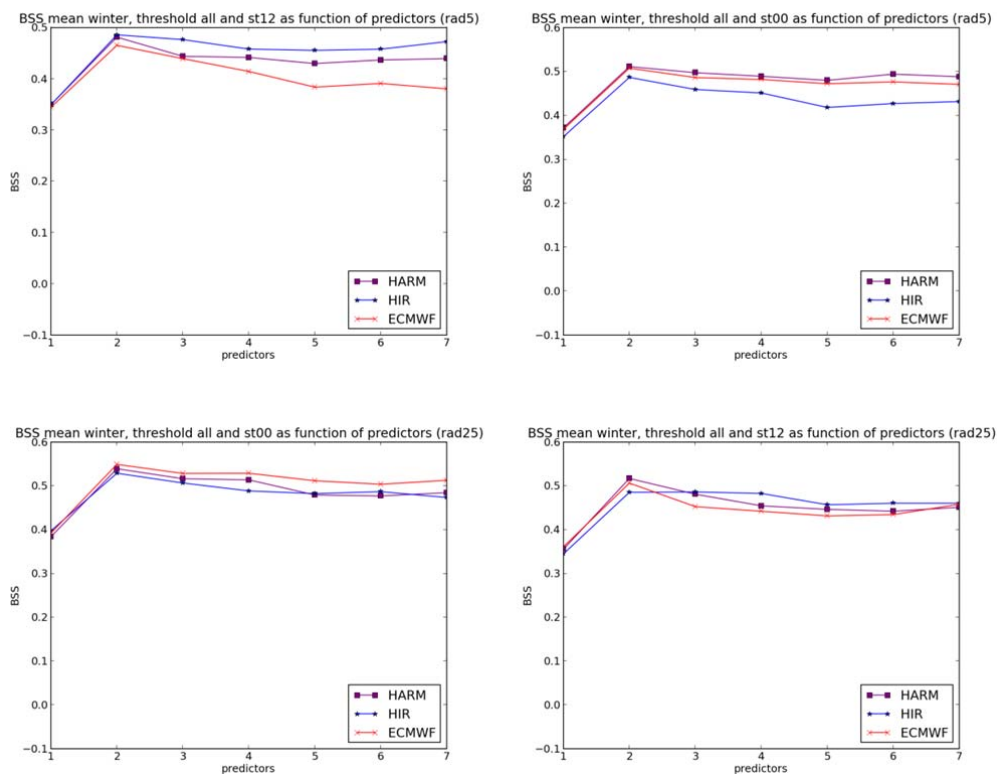 BSS mean winter, threshold all and st12 as function of predictors (rad5)
0.5
0.4
0.3
0.2
0.1
0.0
−0.1
BSS
1 2 3 4 5 6 7
predictors
HARM
HIR
ECMWF
BSS mean winter, threshold all and st00 as function of predictors (rad5)
0.6
0.5
0.4
0.3
0.2
0.1
0.0
−0.1
BSS
1 2 3 4 5 6 7
predictors
HARM
HIR
ECMWF
BSS mean winter, threshold all and st00 as function of predictors (rad25)
0.6
0.5
0.4
0.3
0.2
0.1
0.0
−0.1
BSS
1 2 3 4 5 6 7
predictors
HARM
HIR
ECMWF
BSS mean winter, threshold all and st12 as function of predictors (rad25)
0.6
0.5
0.4
0.3
0.2
0.1
0.0
−0.1
BSS
1 2 3 4 5 6 7
predictors
HARM
HIR
ECMWF